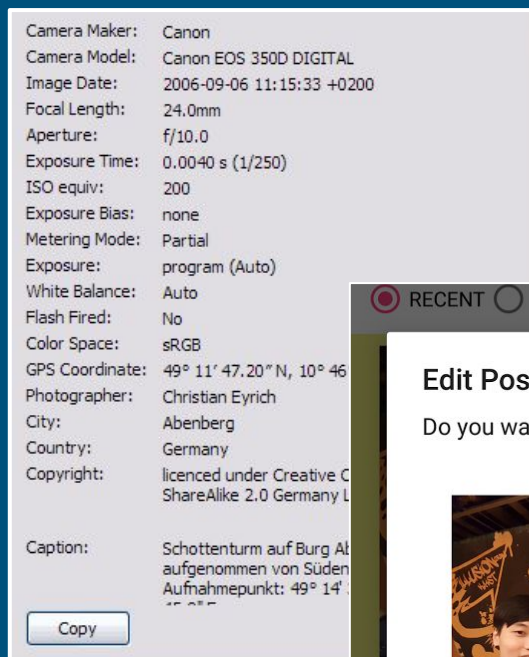 Camera Maker: Canon
Camera Model: Canon EOS 350D DIGITAL
Image Date: 2006-09-06 11:15:33 +0200
Focal Length: 24.0mm
Aperture: f/10.0
Exposure Time: 0.0040 s (1/250)
ISO equiv: 200
Exposure Bias: none
Metering Mode: Partial
Exposure: program (Auto)
White Balance: Auto
Flash Fired: No
Color Space: sRGB
GPS Coordinate: 49° 11' 47.20" N, 10° 46
Photographer: Christian Eyrich
City: Abenberg
Country: Germany
Copyright: licenced under Creative C
ShareAlike 2.0 Germany L
Caption: Schottenturm auf Burg Ab
aufgenommen von Süden
Aufnahmepunkt: 49° 14'
Copy
RECENT
Edit Pos
Do you wa